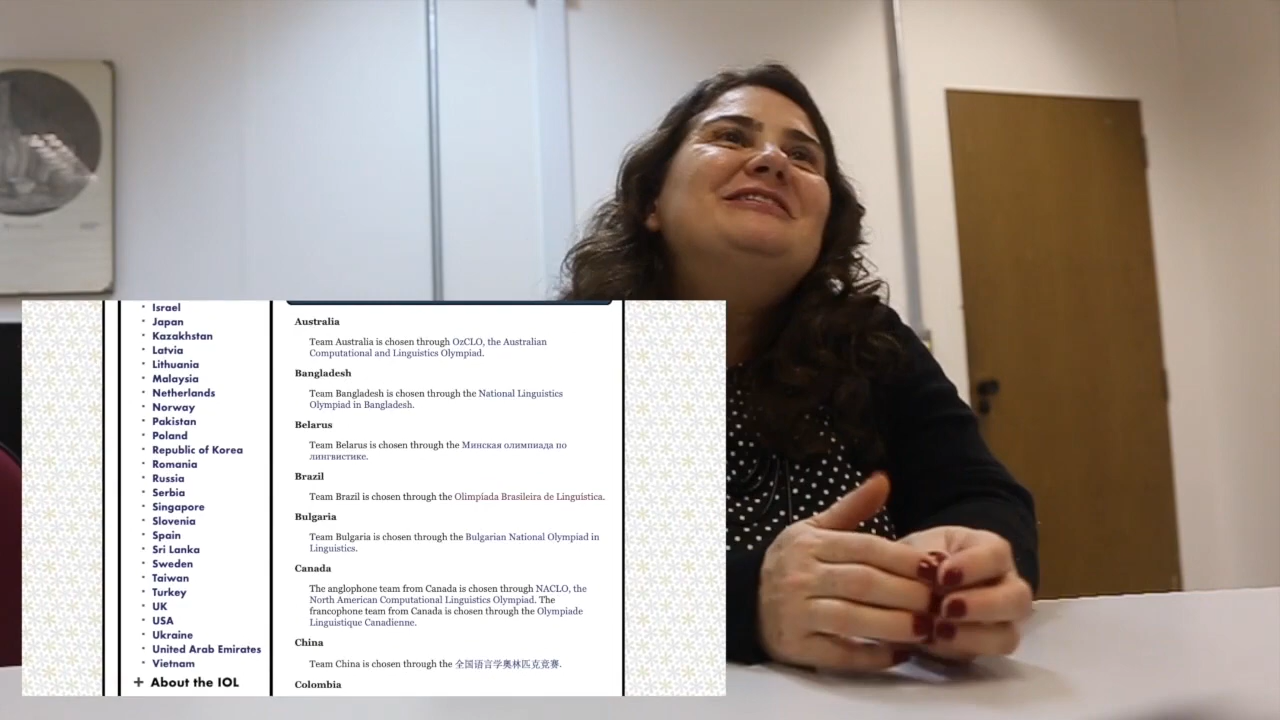 Israel
Japan
Kazakhstan
Latvia
Lithuania
Malaysia
Netherlands
Norway
Pakistan
Poland
Republic of Korea
Romania
Russia
Serbia
Singapore
Slovenia
Spain
Sri Lanka
Sweden
Taiwan
Turkey
UK
USA
Ukraine
United Arab Emirates
Vietnam
+ About the IOL
Australia
Team Australia is chosen through OzCLO, the Australian
Computational and Linguistics Olympiad.
Bangladesh
Team Bangladesh is chosen through the National Linguistics
Olympiad in Bangladesh.
Belarus
Team Belarus is chosen through the Минская олимпиада по
лингвистике.
Brazil
Team Brazil is chosen through the Olimpíada Brasileira de Linguística.
Bulgaria
Team Bulgaria is chosen through the Bulgarian National Olympiad in
Linguistics.
Canada
The anglophone team from Canada is chosen through NACLO, the
North American Computational Linguistics Olympiad. The
francophone team from Canada is chosen through the Olympiade
Linguistique Canadienne.
China
Team China is chosen through the 全国语言学奥林匹克竞赛.
Colombia